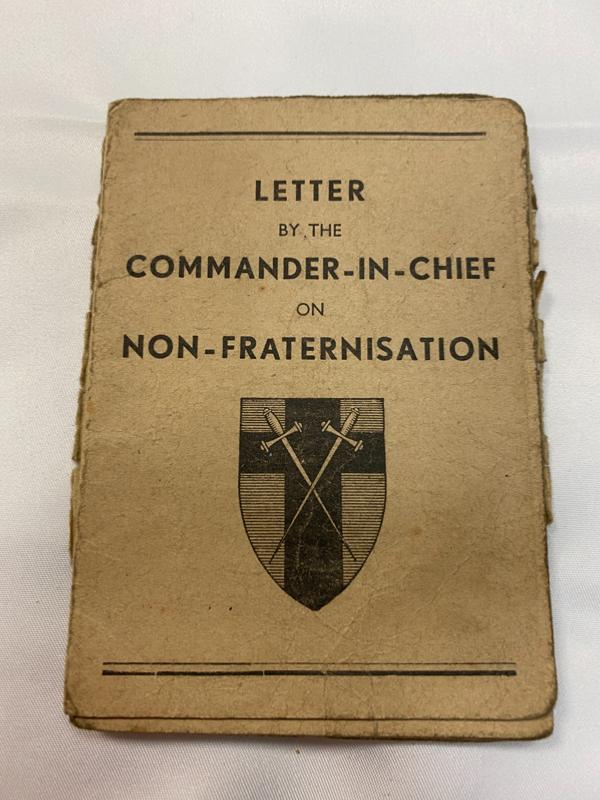 LETTER
BY THE
COMMANDER-IN-CHIEF
ON
NON-FRATERNISATION